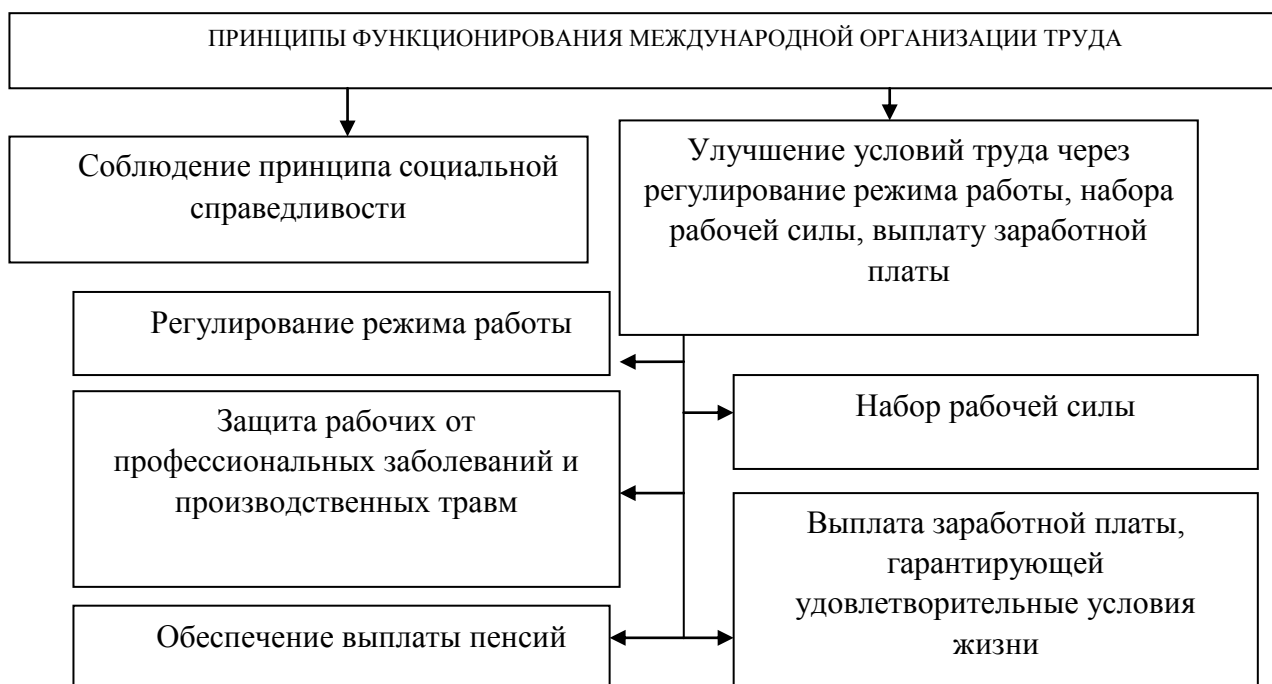 ПРИНЦИПЫ ФУНКЦИОНИРОВАНИЯ МЕЖДУНАРОДНОЙ ОРГАНИЗАЦИИ ТРУДА
Соблюдение принципа социальной
справедливости
Улучшение условий труда через
регулирование режима работы, набора
рабочей силы, выплату заработной
платы
Регулирование режима работы
Набор рабочей силы
Защита рабочих от
профессиональных заболеваний и
производственных травм
Выплата заработной платы,
гарантирующей
удовлетворительные условия
жизни
Обеспечение выплаты пенсий